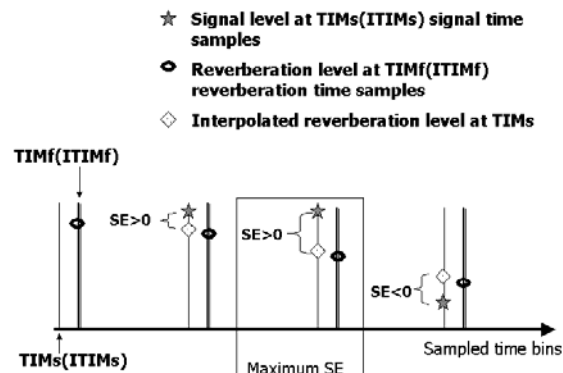 Signal level at TIMs(ITIMs) signal time
samples
Reverberation level at TIMf(ITIMf)
reverberation time samples
Interpolated reverberation level at TIMs
TIMf(ITIMf)
SE>0
SE>0
SE<0
Sampled time bins
TIMs(ITIMs)
Maximum SE